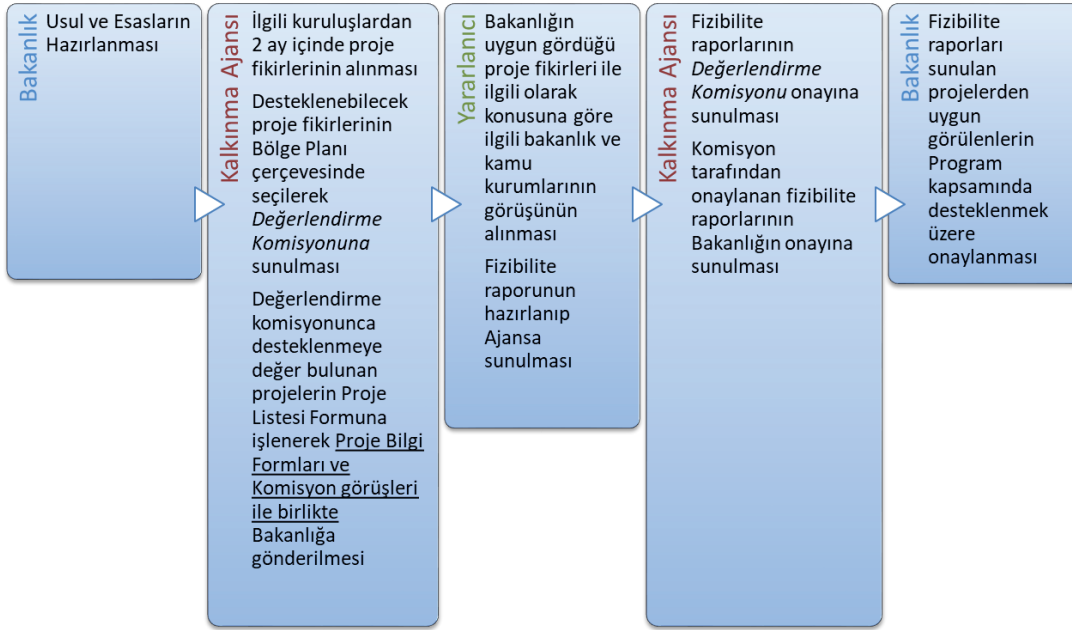 Bakanlık
Usul ve Esasların
Hazırlanması
Kalkınma Ajansı
İlgili kuruluşlardan
2 ay içinde proje
fikirlerinin alınması
Desteklenebilecek
proje fikirlerinin
Bölge Planı
çerçevesinde
seçilerek
Değerlendirme
Komisyonuna
sunulması
Değerlendirme
komisyonunca
desteklenmeye
değer bulunan
projelerin Proje
Listesi Formuna
işlenerek Proje Bilgi
Formları ve
Komisyon görüşleri
ile birlikte
Bakanlığa
gönderilmesi
Yararlanıcı
Bakanlığın
uygun gördüğü
proje fikirleri ile
ilgili olarak
konusuna göre
ilgili bakanlık ve
kamu
kurumlarının
görüşünün
alınması
Fizibilite
raporunun
hazırlanıp
Ajansa
sunulması
Kalkınma Ajansı
Fizibilite
raporlarının
Değerlendirme
Komisyonu onayına
sunulması
Komisyon
tarafından
onaylanan fizibilite
raporlarının
Bakanlığın onayına
sunulması
Bakanlık
Fizibilite
raporları
sunulan
projelerden
uygun
görülenlerin
Program
kapsamında
desteklenmek
üzere
onaylanması